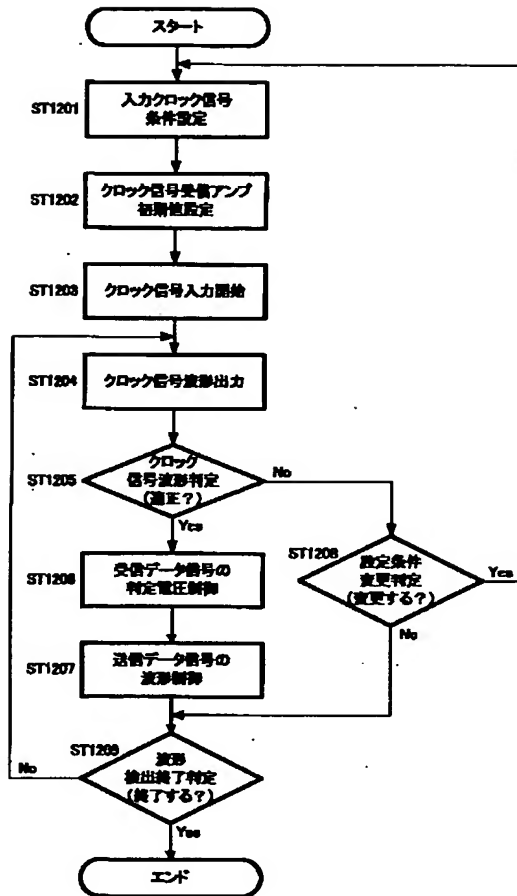 スタート
ST1201
入力クロック信号
条件設定
ST1202
クロック信号受信アンプ
初期値設定
ST1203
クロック信号入力開始
ST1204
クロック信号波形出力
ST1205
クロック
信号波形判定
(適正?)
No
Yes
ST1208
設定条件
変更判定
(変更する?)
Yes
No
ST1206
受信データ信号の
判定電圧制御
ST1207
送信データ信号の
波形制御
ST1209
波形
検出終了判定
(終了する?)
No
Yes
エンド